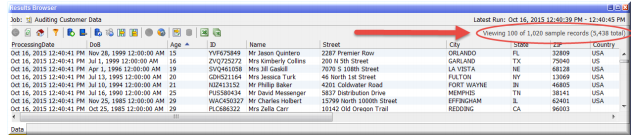 Results Browser
Job: Auditing Customer Data Latest Run: Oct 16, 2015 12:40:39 PM - 12:40:45 PM
Viewing 100 of 1,020 sample records (5,438 total)
ProcessingDate DoB Age ID Name Street City State ZIP Country
Oct 16, 2015 12:40:41 PM Nov 28, 1999 12:00:00 AM 15 YVF675849 Mr Jason Quintero 2287 Premier Row ORLANDO FL 32809 USA
Oct 16, 2015 12:40:41 PM Jul 1, 1999 12:00:00 AM 16 ZVQ725272 Mrs Kimberly Collins 200 N 5th Street GARLAND TX 75040 US
Oct 16, 2015 12:40:41 PM Apr 1, 1996 12:00:00 AM 19 SVQ461058 Mrs Jill Gaskill 7070 S 108th Street LA VISTA NE 68128 USA
Oct 16, 2015 12:40:41 PM Jul 13, 1995 12:00:00 AM 20 GDH521164 Mrs Jessica Turk 46 North 1st Street FULTON NY 13069 USA
Oct 16, 2015 12:40:41 PM Jul 10, 1994 12:00:00 AM 21 NJZ413152 Mr Phillip Baker 4201 Coldwater Road FORT WAYNE IN 46805 USA
Oct 16, 2015 12:40:41 PM Jul 16, 1990 12:00:00 AM 25 PUS580434 Mr David Messenger 5837 Distribution Drive MEMPHIS TN 38141 USA
Oct 16, 2015 12:40:41 PM Nov 25, 1985 12:00:00 AM 29 WAC450327 Mr Charles Holbert 15799 North 1000th Street EFFINGHAM IL 62401 USA
Oct 16, 2015 12:40:41 PM Oct 25, 1985 12:00:00 AM 29 PLC686322 Mrs Zella Carr 10142 Old Oregon Trail REDDING CA 96003 USA
Data